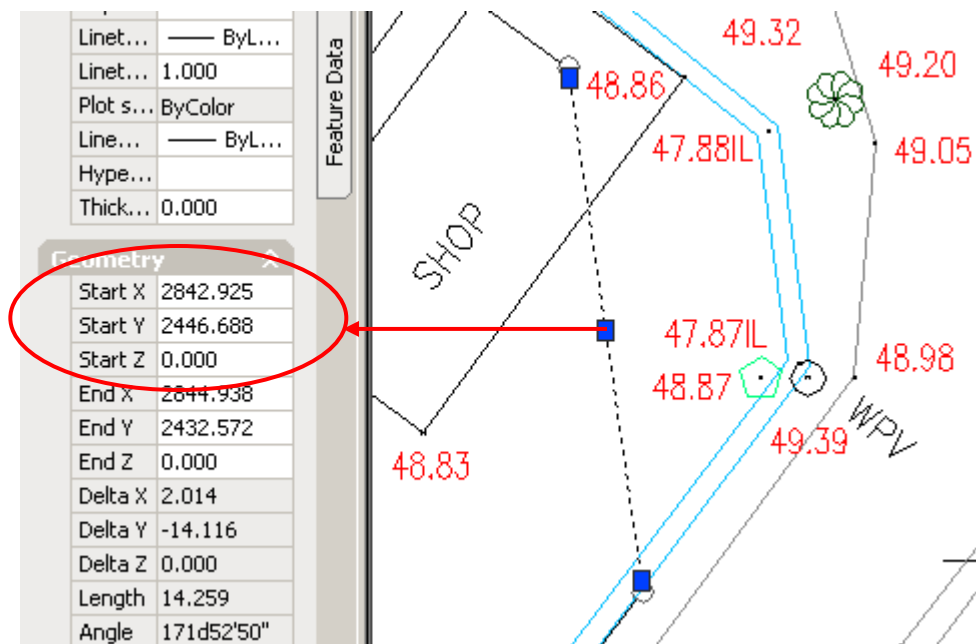 Linet... ByL...
Linet... 1.000
Plot s... ByColor
Line... ByL...
Hype...
Thick... 0.000
Geometry
Start X 2842.925
Start Y 2446.688
Start Z 0.000
End X 2844.938
End Y 2432.572
End Z 0.000
Delta X 2.014
Delta Y -14.116
Delta Z 0.000
Length 14.259
Angle 171d52'50"
Feature Data
49.32
49.20
48.86
47.88IL
49.05
SHOP
47.87IL
48.98
48.87
WPV
49.39
48.83